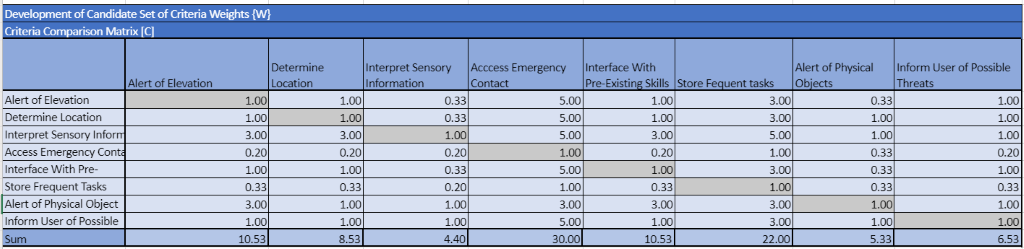 Development of Candidate Set of Criteria Weights {W}
Criteria Comparison Matrix [C]
Alert of Elevation Determine Location Interpret Sensory Information Acccess Emergency Contact Interface With Pre-Existing Skills Store Fequent tasks Alert of Physical Objects Inform User of Possible Threats
Alert of Elevation 1.00 1.00 0.33 5.00 1.00 3.00 0.33 1.00
Determine Location 1.00 1.00 0.33 5.00 1.00 3.00 1.00 1.00
Interpret Sensory Inform 3.00 3.00 1.00 5.00 3.00 5.00 1.00 1.00
Access Emergency Conta 0.20 0.20 0.20 1.00 0.20 1.00 0.33 0.20
Interface With Pre- 1.00 1.00 0.33 5.00 1.00 3.00 0.33 1.00
Store Frequent Tasks 0.33 0.33 0.20 1.00 0.33 1.00 0.33 0.33
Alert of Physical Object 3.00 1.00 1.00 3.00 3.00 3.00 1.00 1.00
Inform User of Possible 1.00 1.00 1.00 5.00 1.00 3.00 1.00 1.00
Sum 10.53 8.53 4.40 30.00 10.53 22.00 5.33 6.53